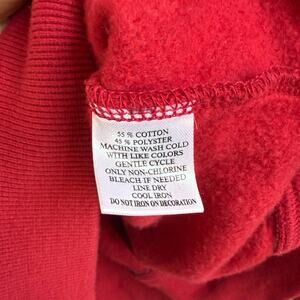 55 % COTTON
45 % POLYSTER
MACHINE WASH COLD
WITH LIKE COLORS
GENTLE CYCLE
ONLY NON-CHLORINE
BLEACH IF NEEDED
LINE DRY
COOL IRON
DO NOT IRON ON DECORATION